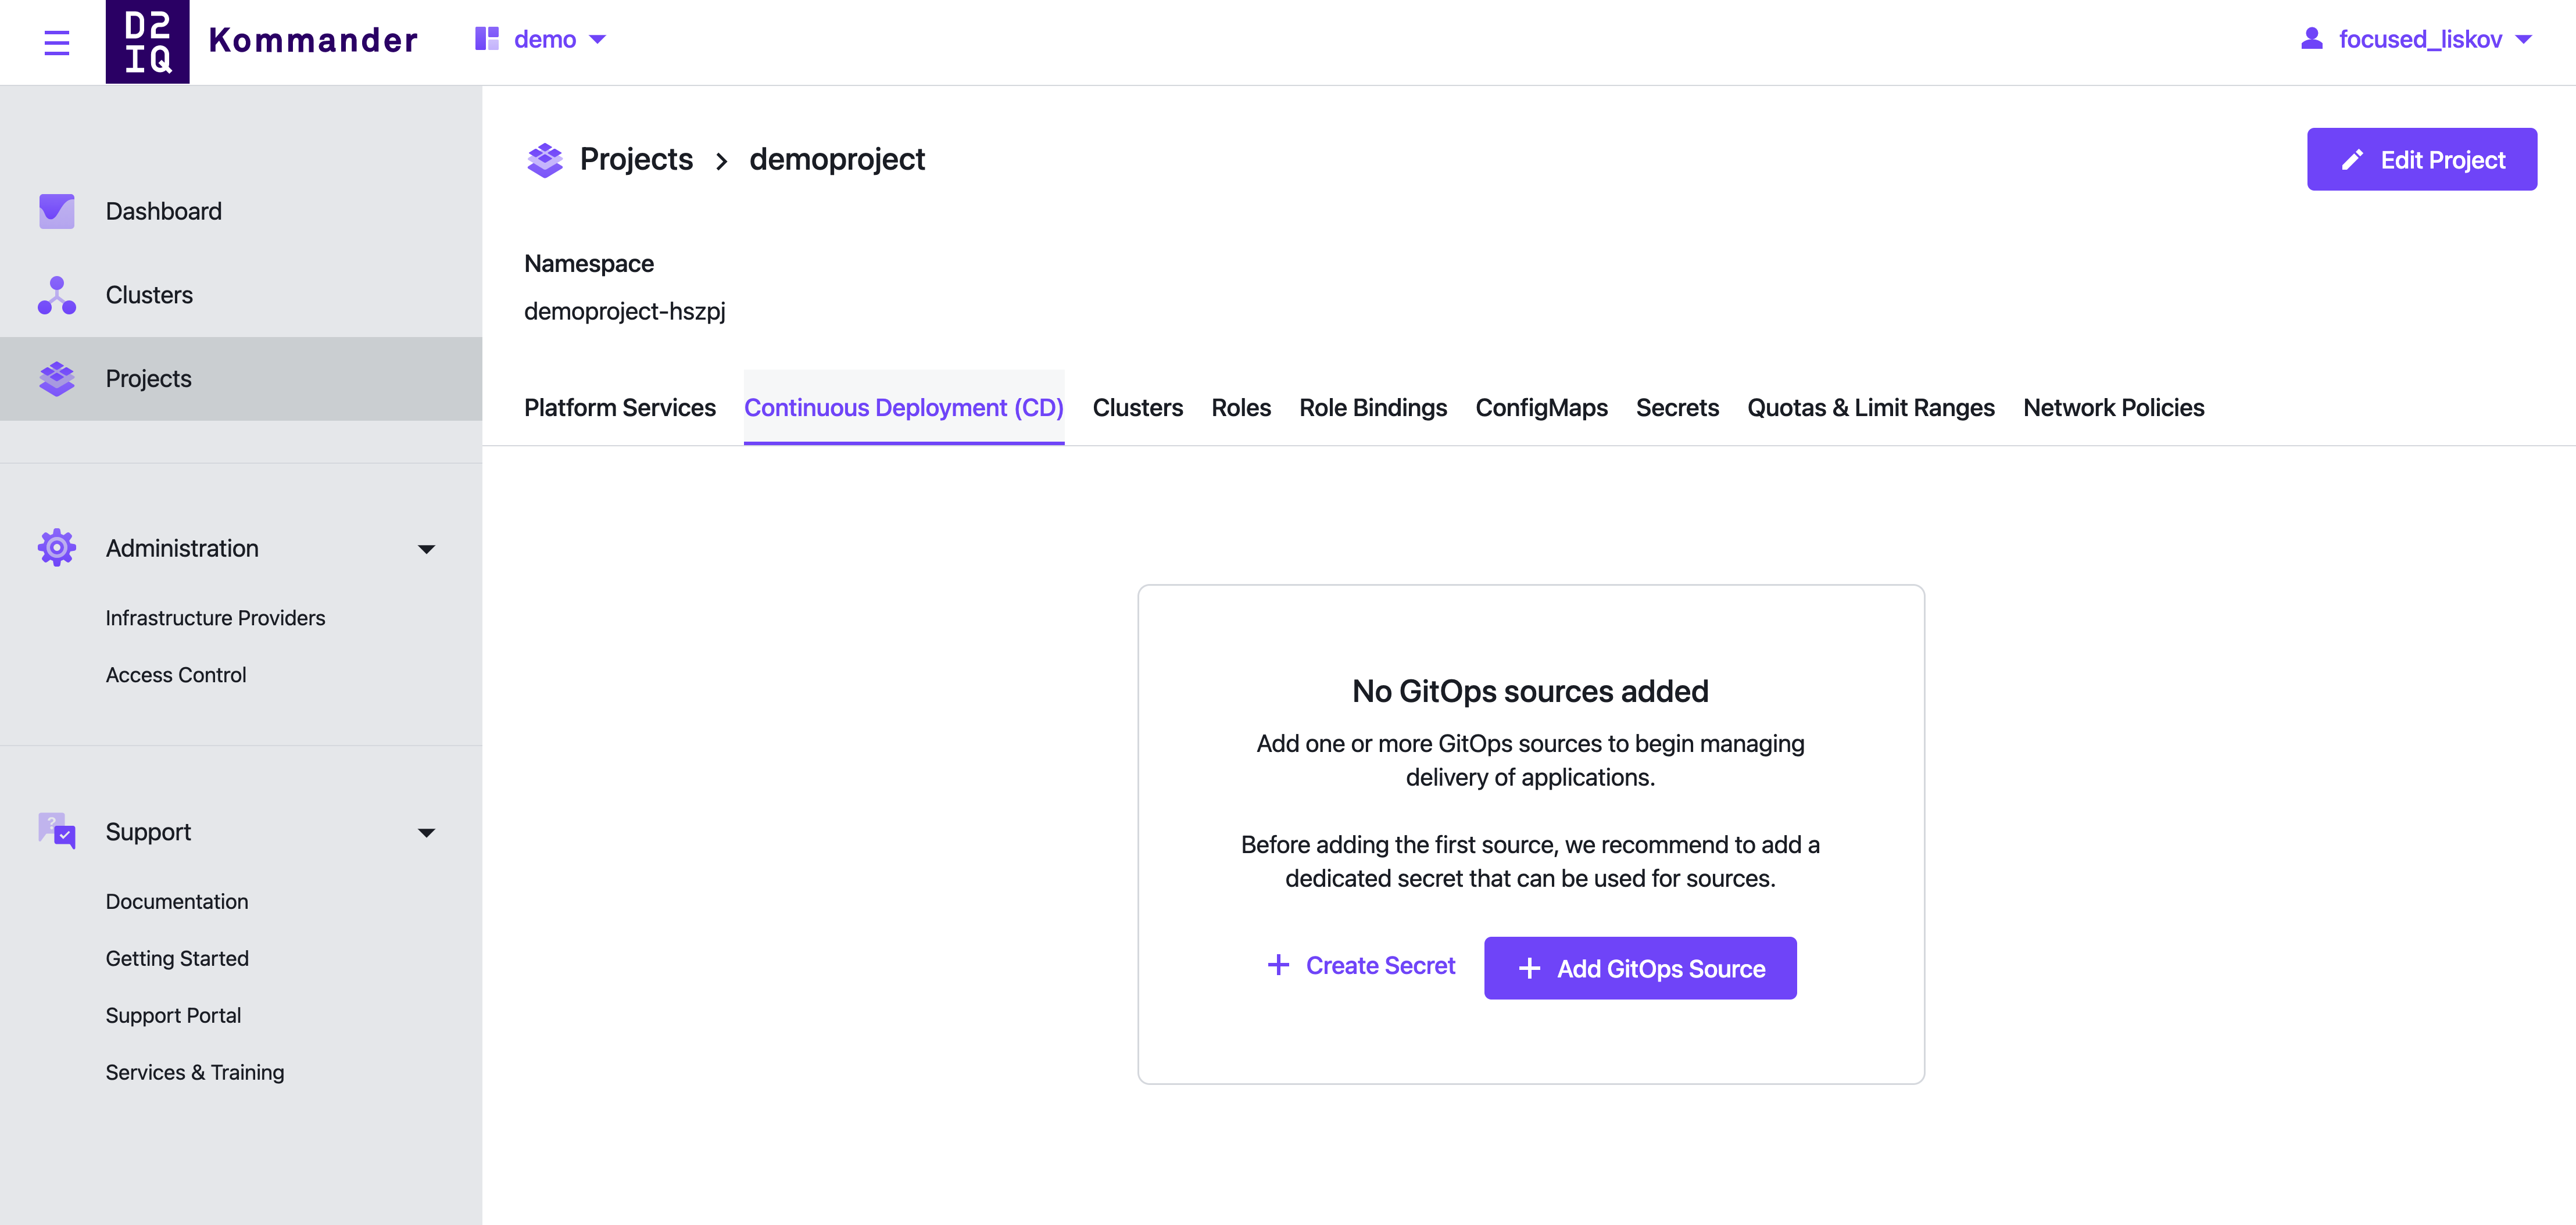 D2
IQ
Kommander
demo
focused_liskov
Dashboard
Clusters
Projects
Administration
Infrastructure Providers
Access Control
?
Support
Documentation
Getting Started
Support Portal
Services & Training
Projects > demoproject
Edit Project
Namespace
demoproject-hszpj
Platform Services Continuous Deployment (CD) Clusters Roles Role Bindings ConfigMaps Secrets Quotas & Limit Ranges Network Policies
No GitOps sources added
Add one or more GitOps sources to begin managing
delivery of applications.
Before adding the first source, we recommend to add a
dedicated secret that can be used for sources.
+ Create Secret
+ Add GitOps Source